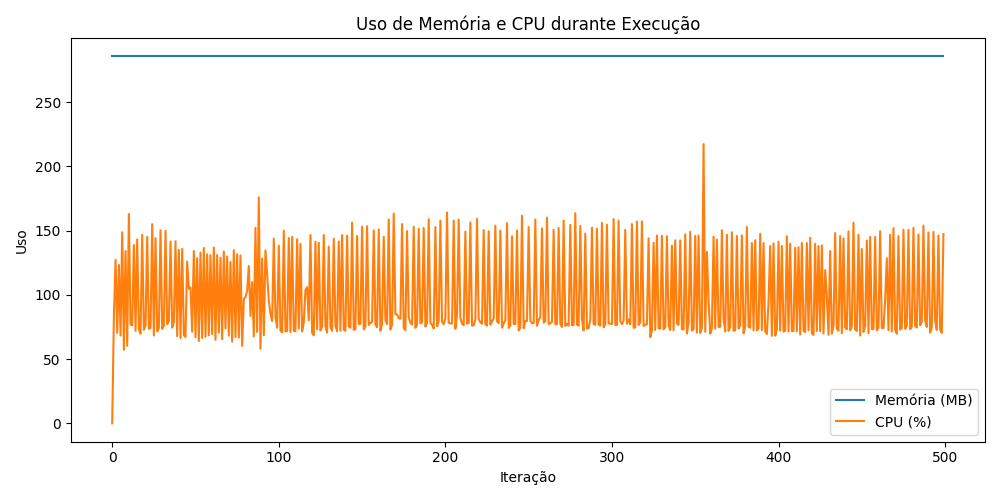 Uso de Memória e CPU durante Execução
Uso
250
200
150
100
50
0
0 100 200 300 400 500
Iteração
Memória (MB)
CPU (%)